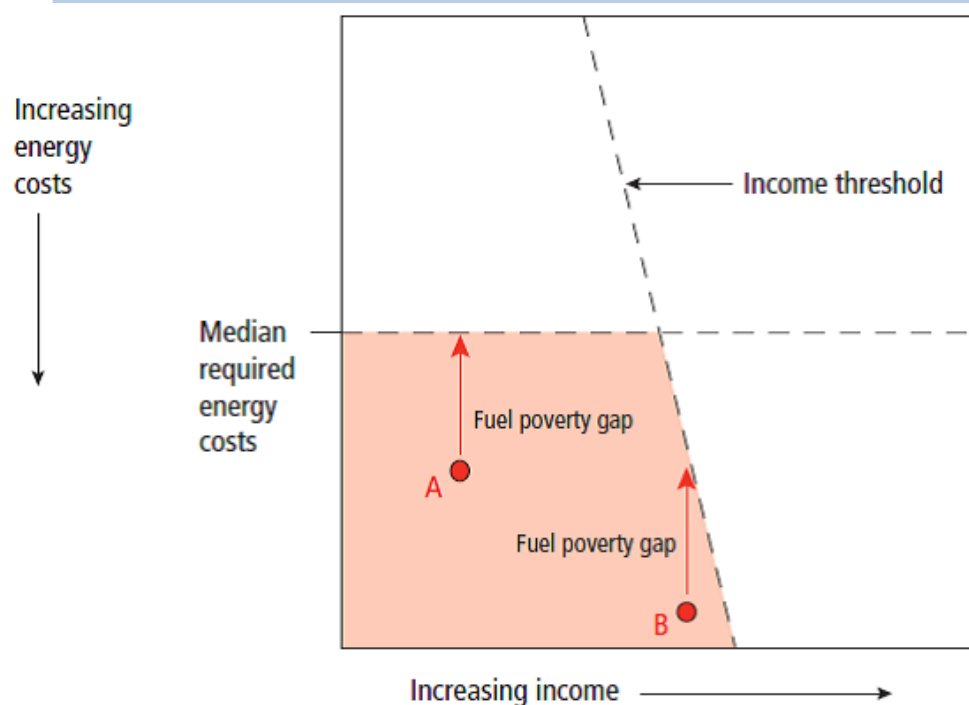 Increasing
energy
costs
Income threshold
Median
required
energy
costs
Fuel poverty gap
A
Fuel poverty gap
B
Increasing income